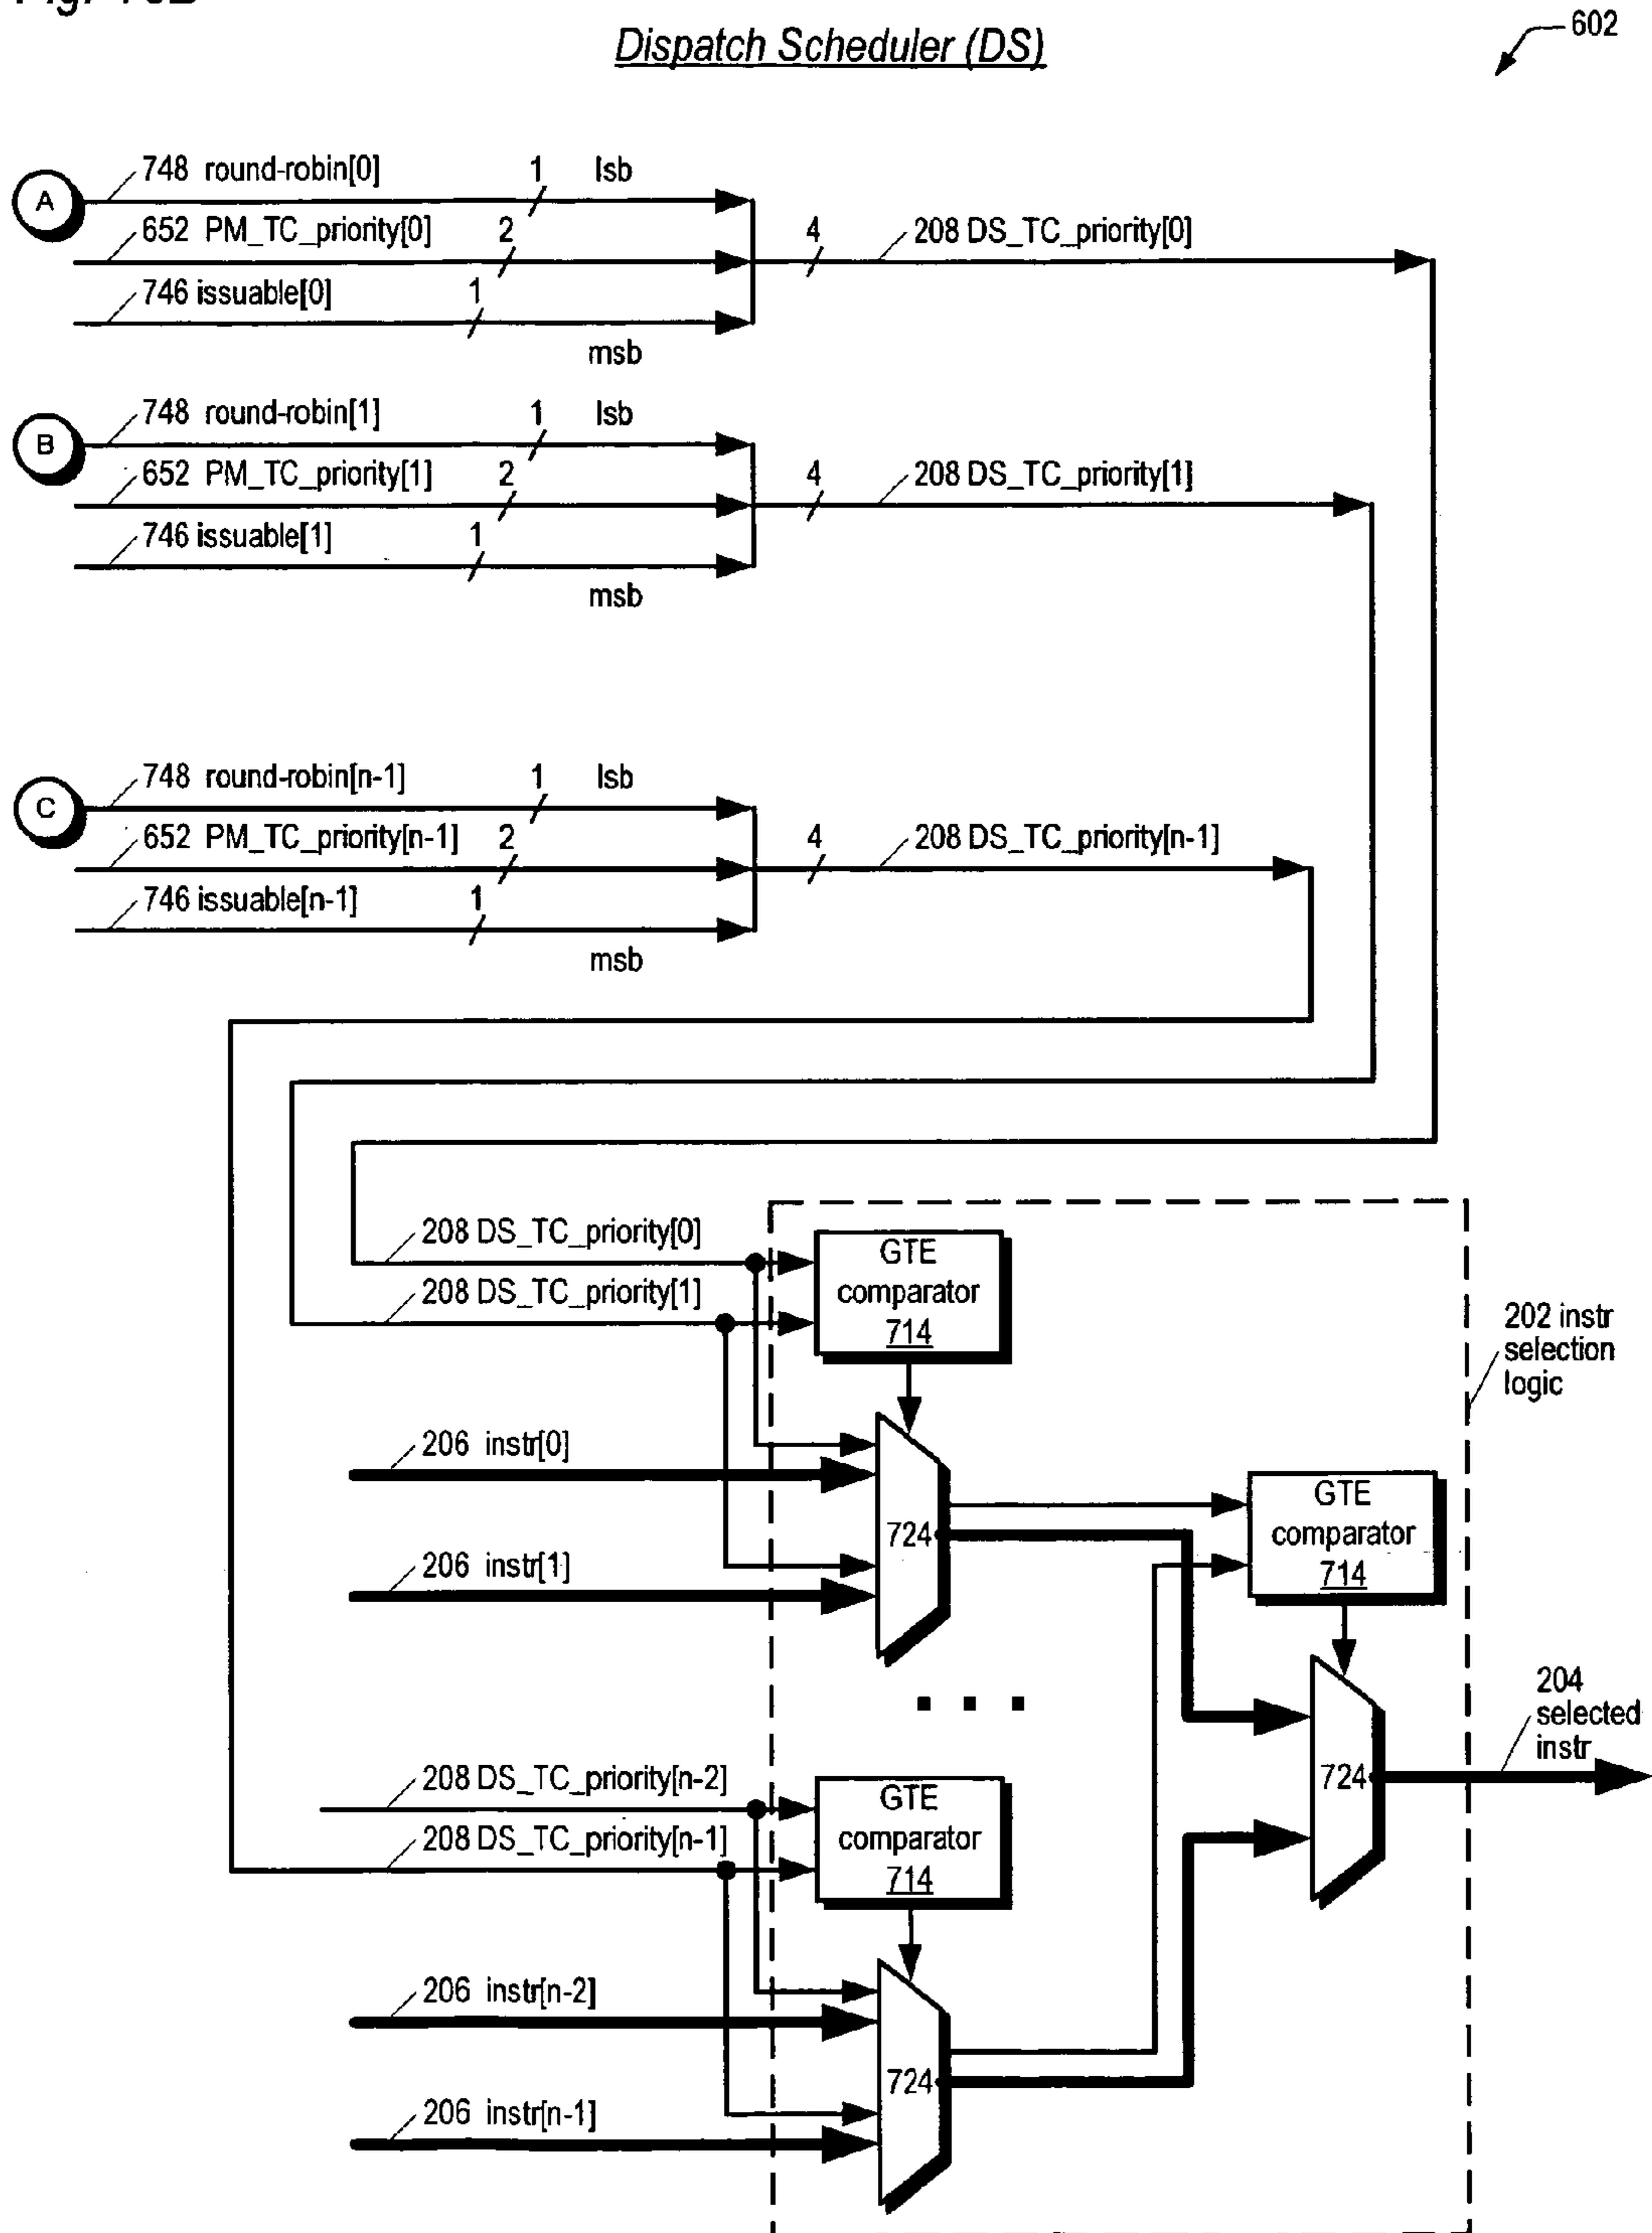 Dispatch Scheduler (DS)
602
A
748 round-robin[0] 1 lsb
652 PM_TC_priority[0] 2
4 208 DS_TC_priority[0]
746 issuable[0] 1
msb
B
748 round-robin[1] 1 lsb
652 PM_TC_priority[1] 2
4 208 DS_TC_priority[1]
746 issuable[1] 1
msb
C
748 round-robin[n-1] 1 lsb
652 PM_TC_priority[n-1] 2
4 208 DS_TC_priority[n-1]
746 issuable[n-1] 1
msb
208 DS_TC_priority[0]
208 DS_TC_priority[1]
GTE
comparator
714
202 instr
selection
logic
206 instr[0]
724
206 instr[1]
GTE
comparator
714
204
selected
instr
724
208 DS_TC_priority[n-2]
208 DS_TC_priority[n-1]
GTE
comparator
714
206 instr[n-2]
724
206 instr[n-1]